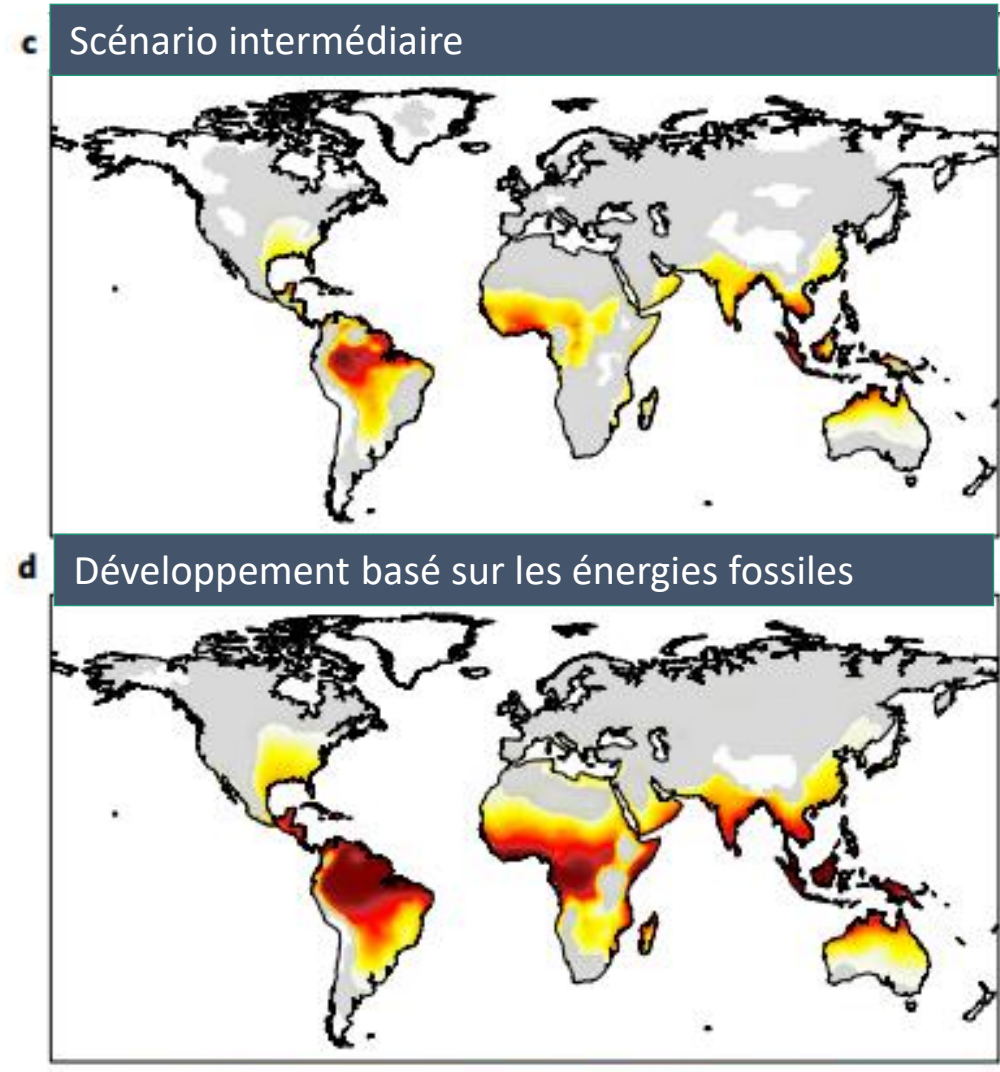 c
Scénario intermédiaire
d
Développement basé sur les énergies fossiles